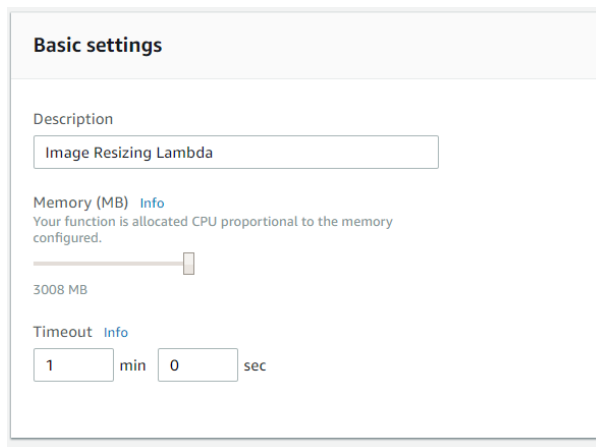 Basic settings
Description
Image Resizing Lambda
Memory (MB) Info
Your function is allocated CPU proportional to the memory
configured.
3008 MB
Timeout Info
1 min 0 sec